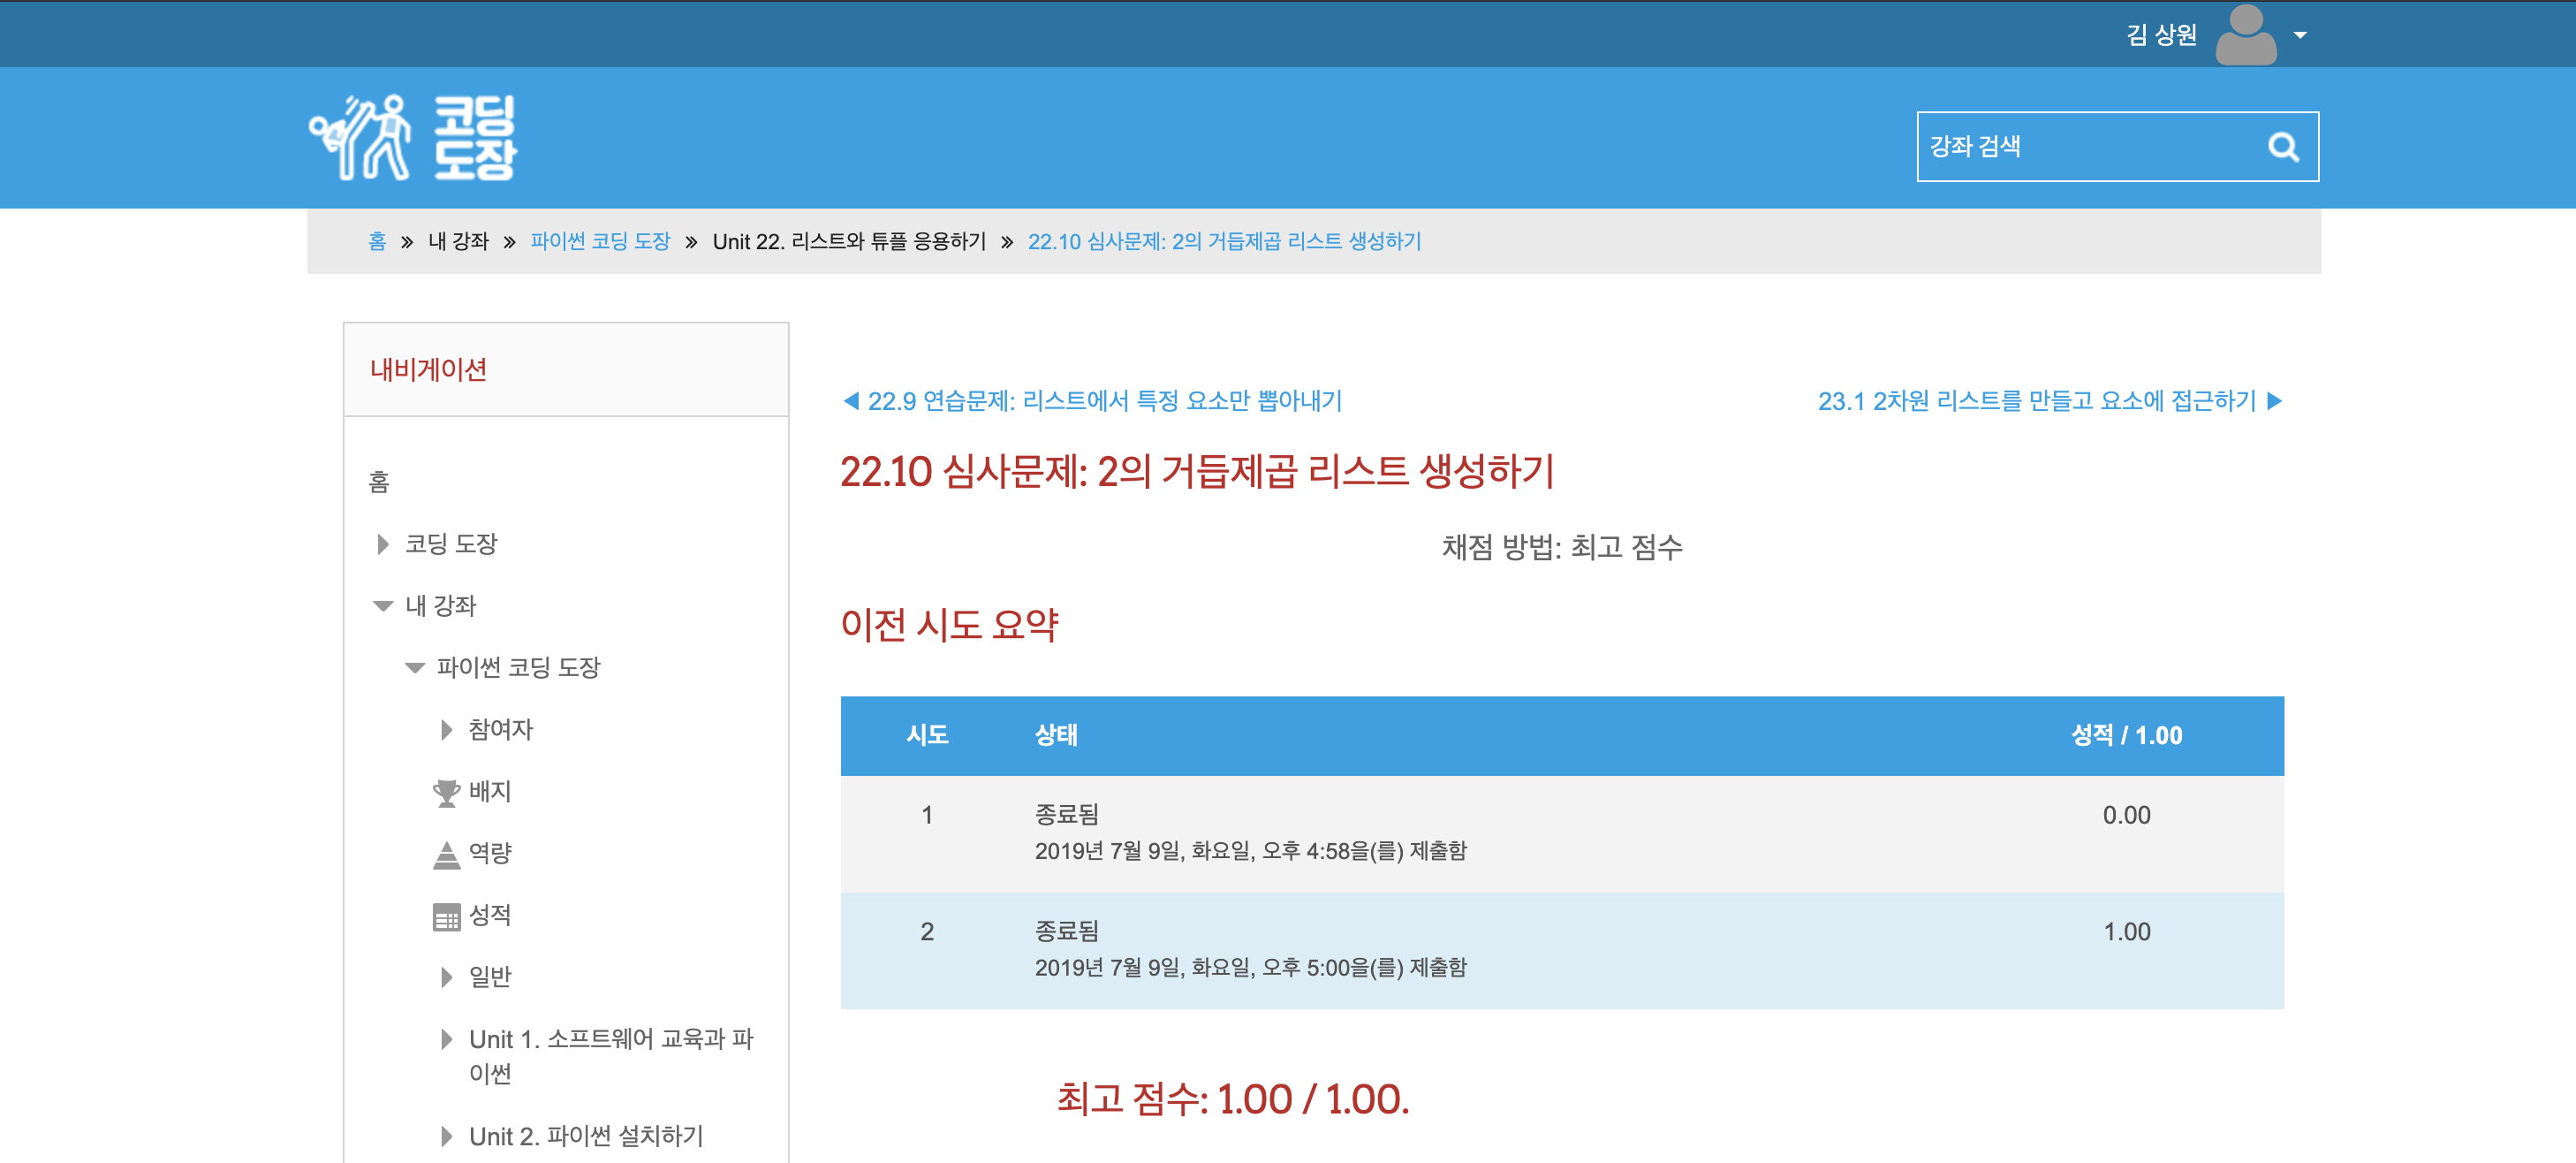 김 상원
코딩
도장
강좌 검색
홈 » 내 강좌 » 파이썬 코딩 도장 » Unit 22. 리스트와 튜플 응용하기 » 22.10 심사문제: 2의 거듭제곱 리스트 생성하기
내비게이션
홈
코딩 도장
내 강좌
파이썬 코딩 도장
참여자
배지
역량
성적
일반
Unit 1. 소프트웨어 교육과 파
이썬
Unit 2. 파이썬 설치하기
◀ 22.9 연습문제: 리스트에서 특정 요소만 뽑아내기
23.1 2차원 리스트를 만들고 요소에 접근하기 ▶
22.10 심사문제: 2의 거듭제곱 리스트 생성하기
채점 방법: 최고 점수
이전 시도 요약
시도 상태 성적 / 1.00
1 종료됨 0.00
2019년 7월 9일, 화요일, 오후 4:58을(를) 제출함
2 종료됨 1.00
2019년 7월 9일, 화요일, 오후 5:00을(를) 제출함
최고 점수: 1.00 / 1.00.